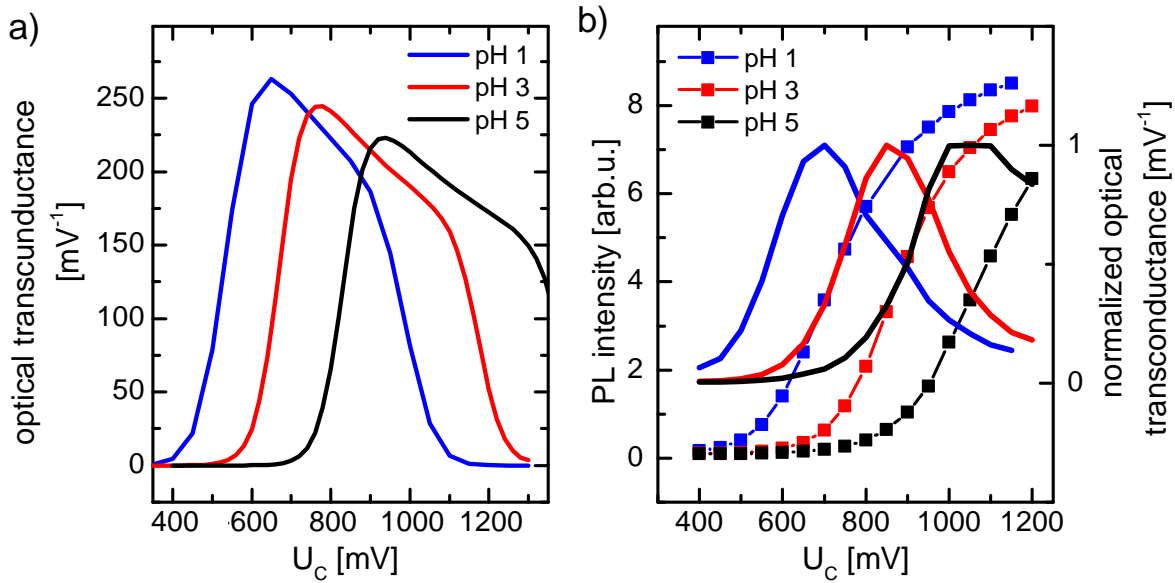 a)
optical transcunductance
[mV⁻¹]
250
200
150
100
50
0
pH 1
pH 3
pH 5
400 600 800 1000 1200
U_C [mV]
b)
PL intensity [arb.u.]
8
6
4
2
0
pH 1
pH 3
pH 5
400 600 800 1000 1200
U_C [mV]
1
0
normalized optical
transconductance [mV⁻¹]